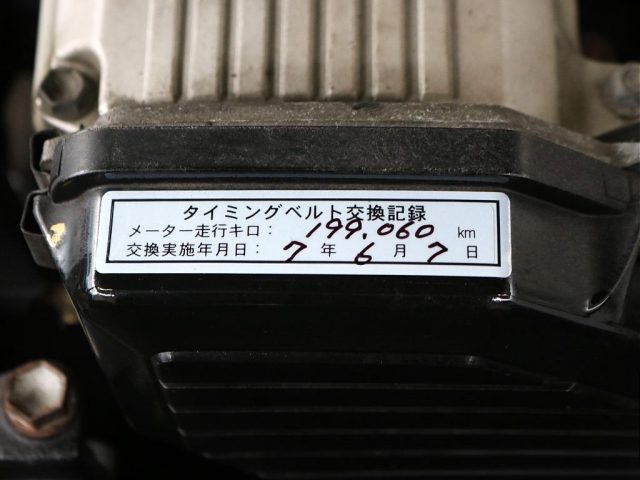 タイミングベルト交換記録
メーター走行キロ： 199.060 km
交換実施年月日： 7 年 6 月 7 日